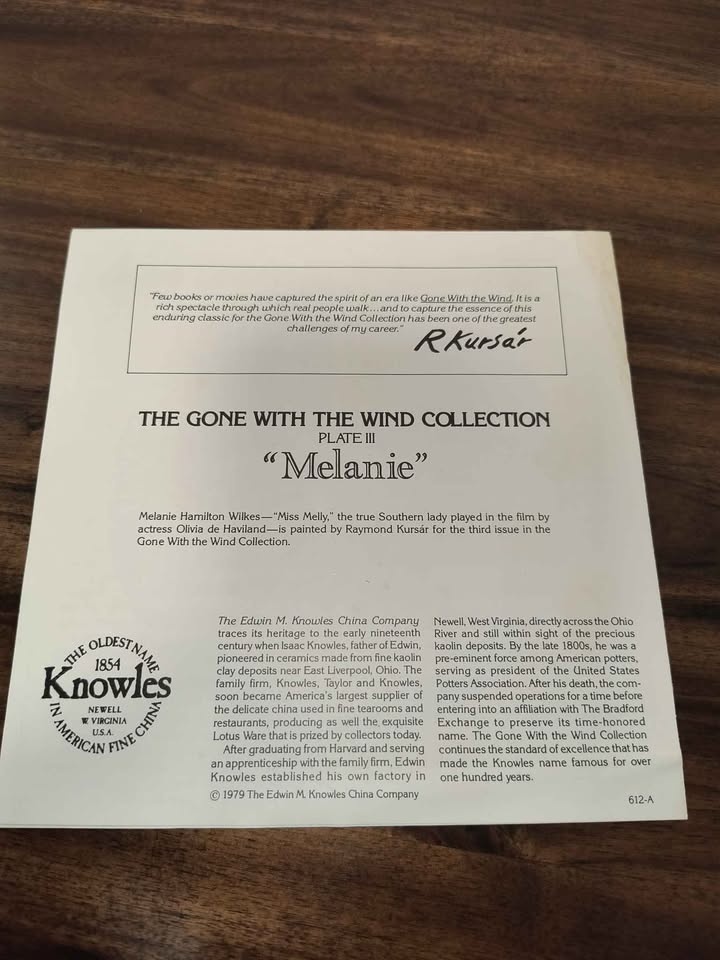 "Few books or movies have captured the spirit of an era like Gone With the Wind. It is a
rich spectacle through which real people walk...and to capture the essence of this
enduring classic for the Gone With the Wind Collection has been one of the greatest
challenges of my career."
R Kursár
THE GONE WITH THE WIND COLLECTION
PLATE III
"Melanie"
Melanie Hamilton Wilkes—"Miss Melly," the true Southern lady played in the film by
actress Olivia de Haviland—is painted by Raymond Kursár for the third issue in the
Gone With the Wind Collection.
THE OLDEST NAME
1854
Knowles
NEWELL
W. VIRGINIA
U.S.A.
IN AMERICAN FINE CHINA
The Edwin M. Knowles China Company
traces its heritage to the early nineteenth
century when Isaac Knowles, father of Edwin,
pioneered in ceramics made from fine kaolin
clay deposits near East Liverpool, Ohio. The
family firm, Knowles, Taylor and Knowles,
soon became America's largest supplier of
the delicate china used in fine tearooms and
restaurants, producing as well the exquisite
Lotus Ware that is prized by collectors today.
After graduating from Harvard and serving
an apprenticeship with the family firm, Edwin
Knowles established his own factory in
Newell, West Virginia, directly across the Ohio
River and still within sight of the precious
kaolin deposits. By the late 1800s, he was a
pre-eminent force among American potters,
serving as president of the United States
Potters Association. After his death, the com-
pany suspended operations for a time before
entering into an affiliation with The Bradford
Exchange to preserve its time-honored
name. The Gone With the Wind Collection
continues the standard of excellence that has
made the Knowles name famous for over
one hundred years.
© 1979 The Edwin M. Knowles China Company
612-A